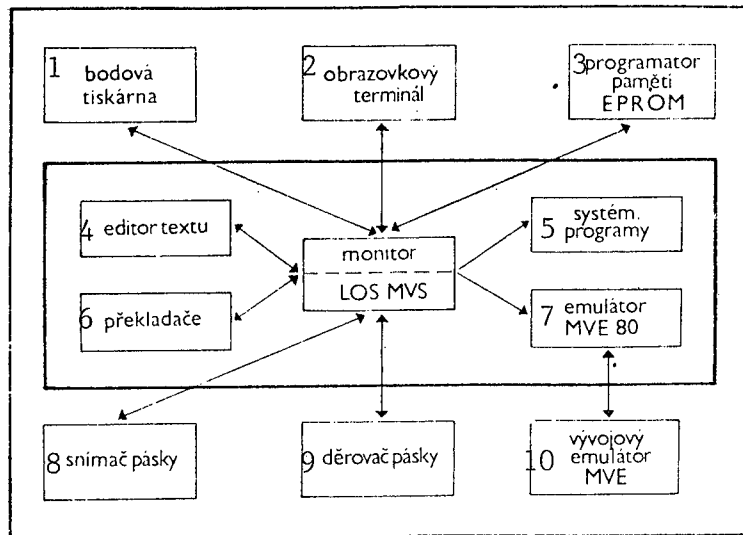 1 bodová
tiskárna
2 obrazovkový
terminál
3 programator
paměti
EPROM
4 editor textu
5 systém.
programy
monitor
LOS MVS
6 překladače
7 emulátor
MVE 80
8 snímač pásky
9 děrovač pásky
10 vývojový
emulátor
MVE